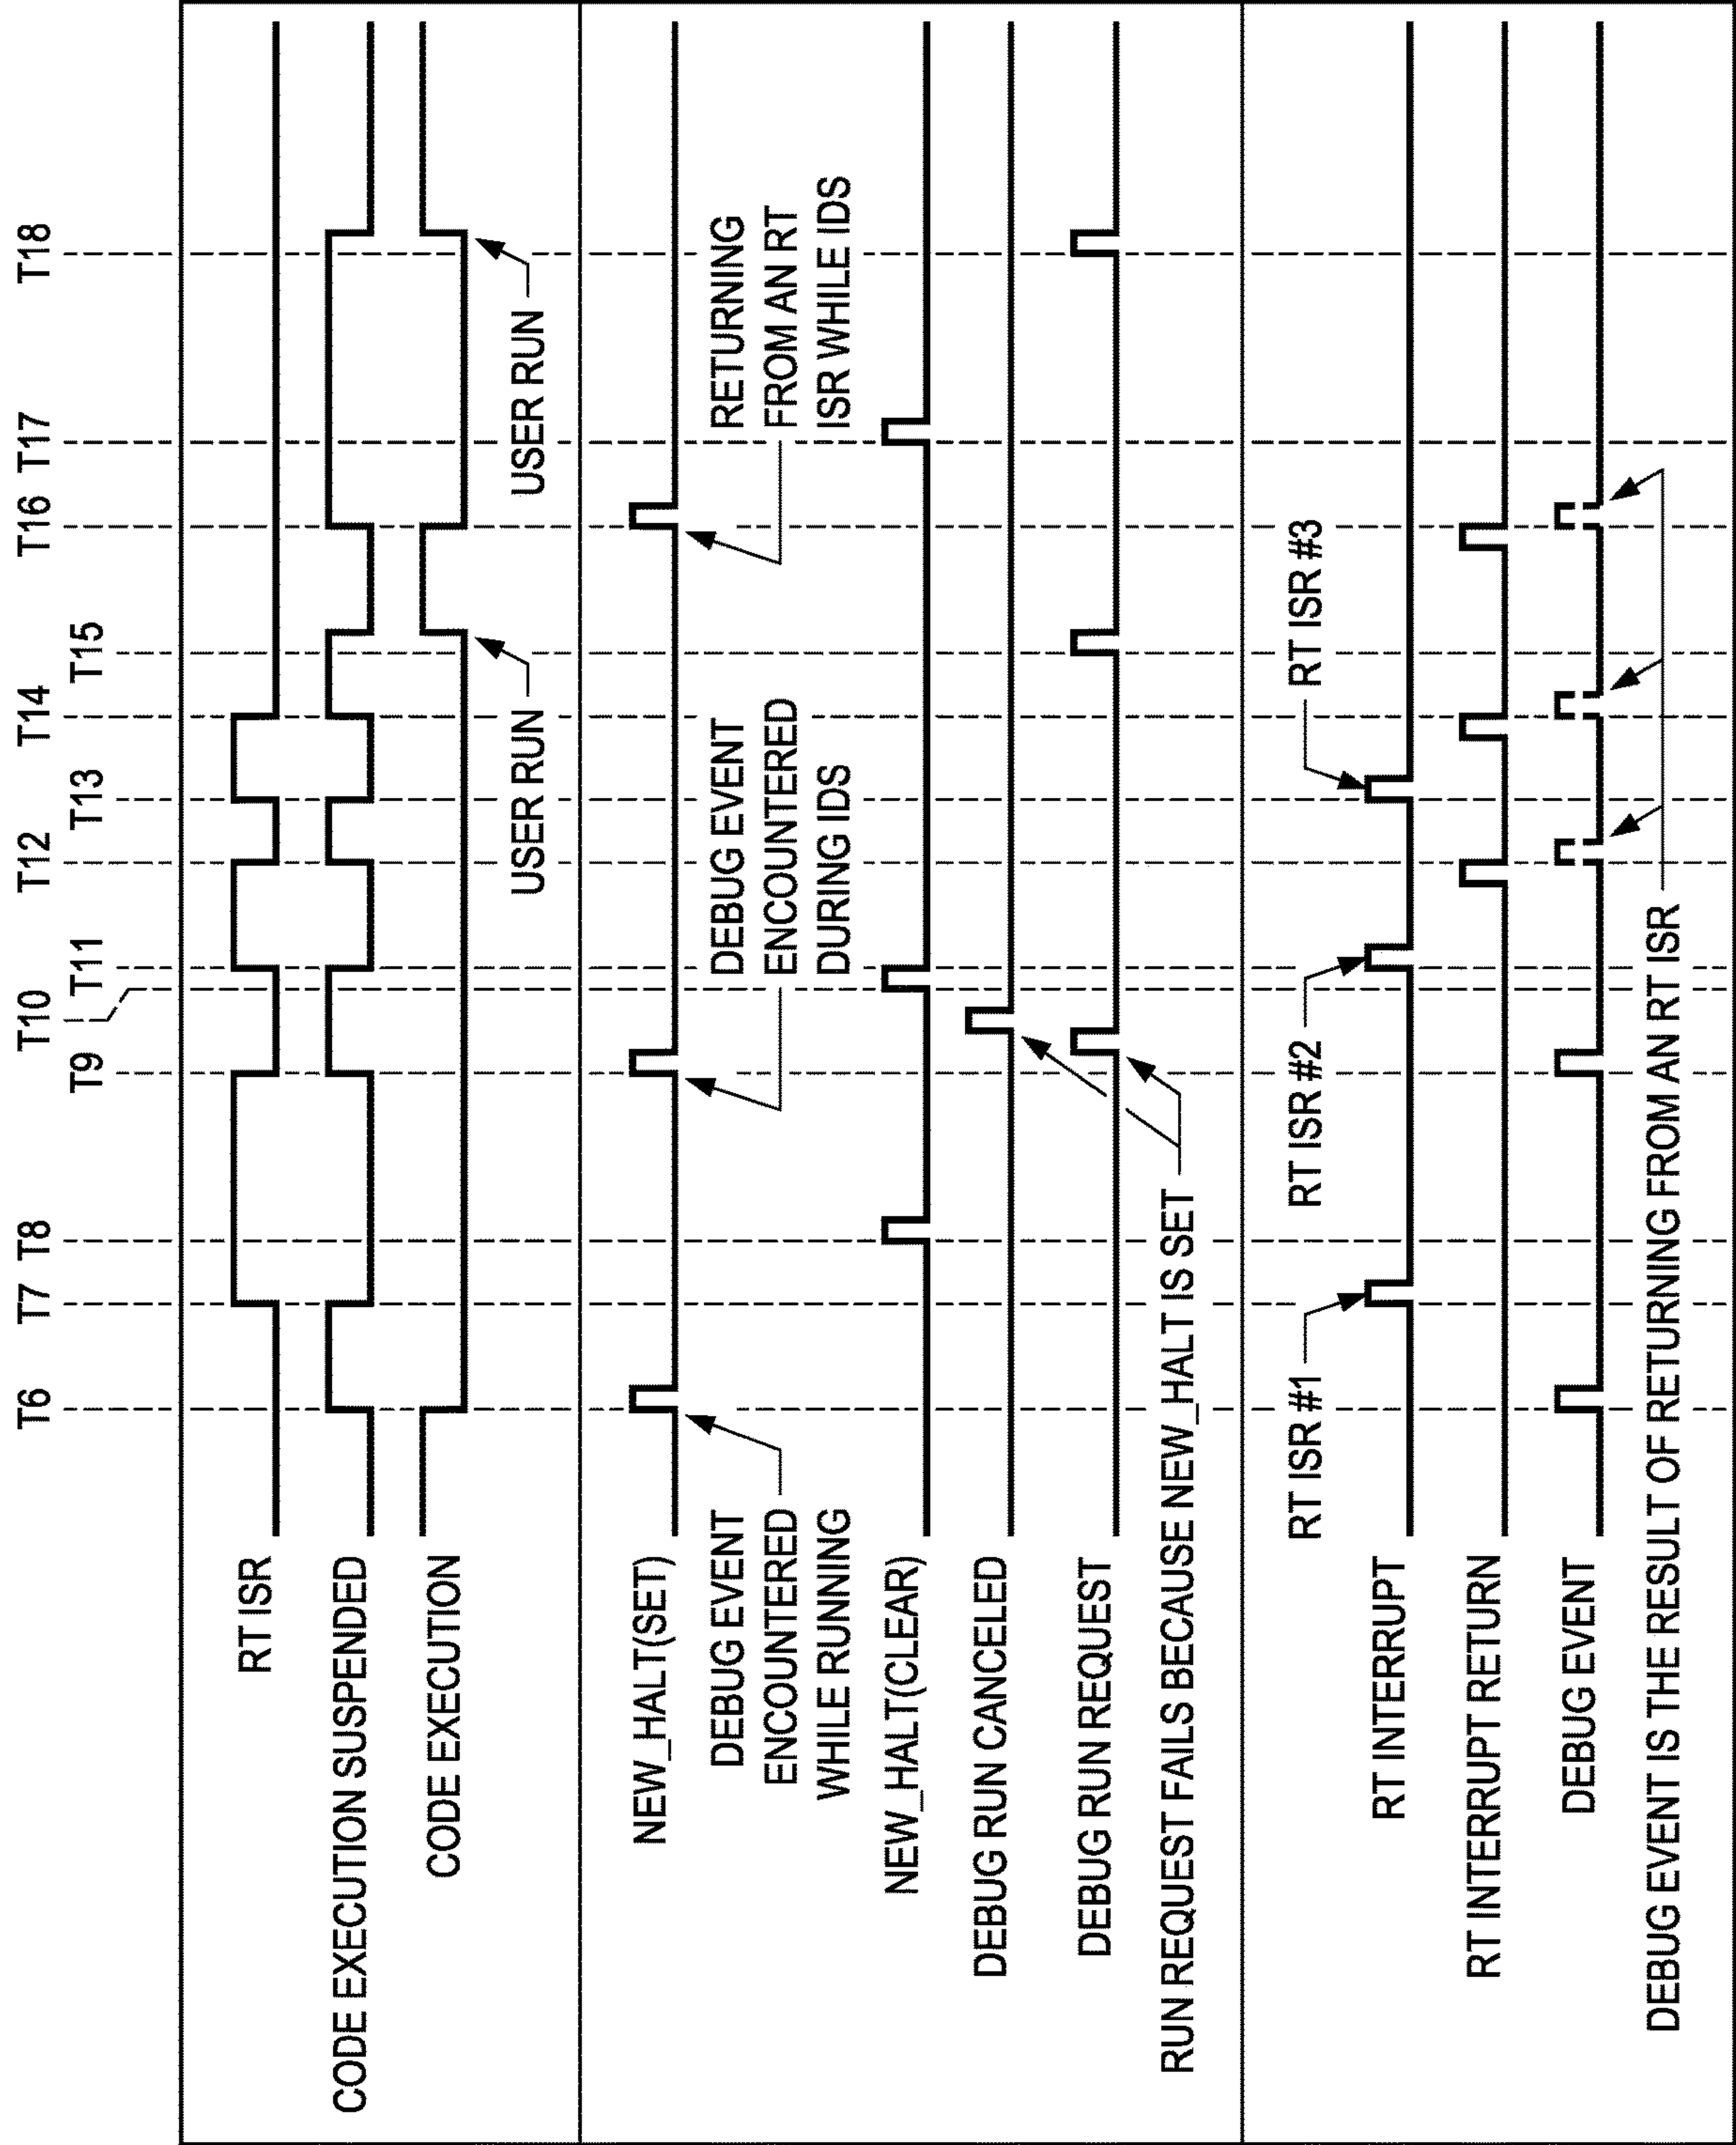 T6
T7
T8
T9
T10
T11
T12
T13
T14
T15
T16
T17
T18
RT ISR
CODE EXECUTION SUSPENDED
CODE EXECUTION
USER RUN
USER RUN
NEW_HALT(SET)
DEBUG EVENT
ENCOUNTERED
WHILE RUNNING
DEBUG EVENT
ENCOUNTERED
DURING IDS
RETURNING
FROM AN RT
ISR WHILE IDS
NEW_HALT(CLEAR)
DEBUG RUN CANCELED
DEBUG RUN REQUEST
RUN REQUEST FAILS BECAUSE NEW_HALT IS SET
RT ISR #1
RT ISR #2
RT ISR #3
RT INTERRUPT
RT INTERRUPT RETURN
DEBUG EVENT
DEBUG EVENT IS THE RESULT OF RETURNING FROM AN RT ISR